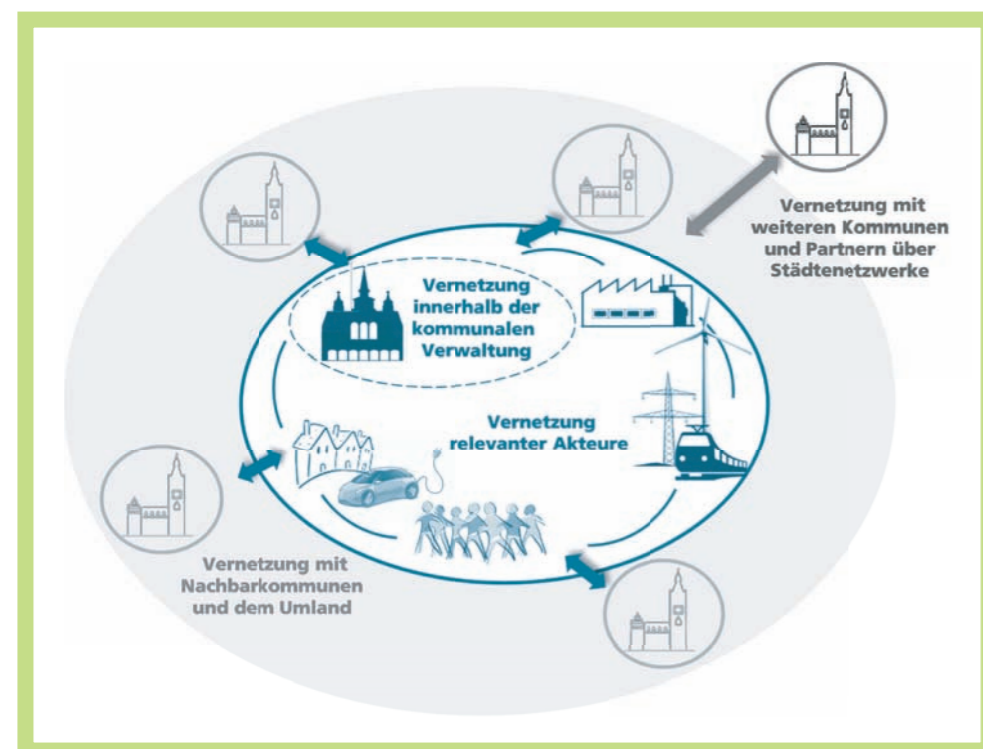 Vernetzung mit
weiteren Kommunen
und Partnern über
Städtenetzwerke
Vernetzung
innerhalb der
kommunalen
Verwaltung
Vernetzung
relevanter Akteure
Vernetzung mit
Nachbarkommunen
und dem Umland